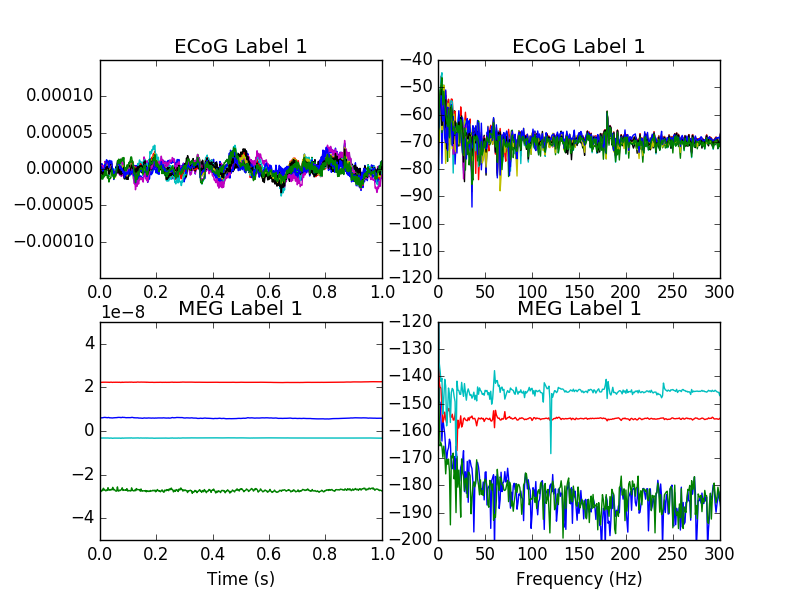 ECoG Label 1
0.00010
0.00005
0.00000
−0.00005
−0.00010
0.0 0.2 0.4 0.6 0.8 1.0
ECoG Label 1
−40
−50
−60
−70
−80
−90
−100
−110
−120
0 50 100 150 200 250 300
1e−8 MEG Label 1
4
2
0
−2
−4
0.0 0.2 0.4 0.6 0.8 1.0
Time (s)
MEG Label 1
−120
−130
−140
−150
−160
−170
−180
−190
−200
0 50 100 150 200 250 300
Frequency (Hz)